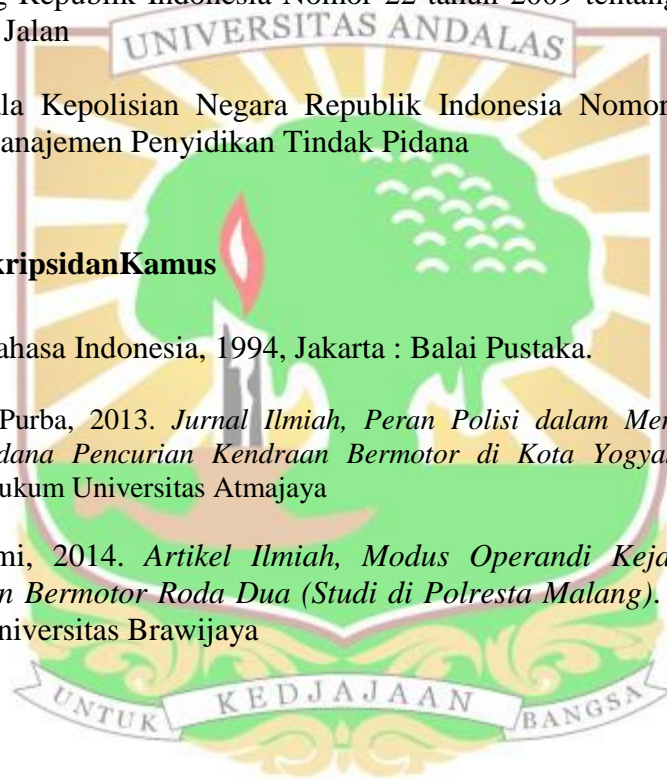 Republik Indonesia Nomor 22 tahun 2009 tentang
Jalan
UNIVERSITAS ANDALAS
ala Kepolisian Negara Republik Indonesia Nomor
anajemen Penyidikan Tindak Pidana
kripsidanKamus
ahasa Indonesia, 1994, Jakarta : Balai Pustaka.
Purba, 2013. Jurnal Ilmiah, Peran Polisi dalam Men
dana Pencurian Kendraan Bermotor di Kota Yogya
ukum Universitas Atmajaya
mi, 2014. Artikel Ilmiah, Modus Operandi Keja
n Bermotor Roda Dua (Studi di Polresta Malang).
niversitas Brawijaya
UNTUK KEDJAJAAN BANGSA